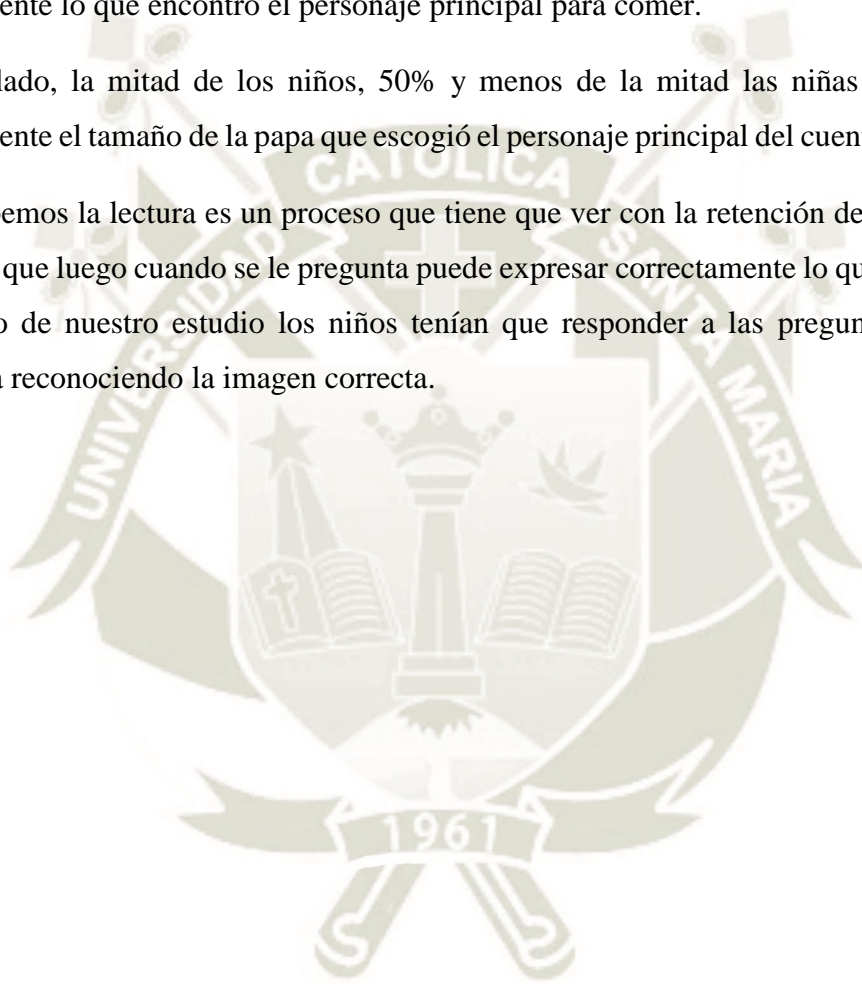 ente lo que encontró el personaje principal para comer.
lado, la mitad de los niños, 50% y menos de la mitad las niñas
ente el tamaño de la papa que escogió el personaje principal del cuen
emos la lectura es un proceso que tiene que ver con la retención de
que luego cuando se le pregunta puede expresar correctamente lo qu
o de nuestro estudio los niños tenían que responder a las pregun
a reconociendo la imagen correcta.
UNIVERSIDAD CATOLICA SANTA MARIA
1961